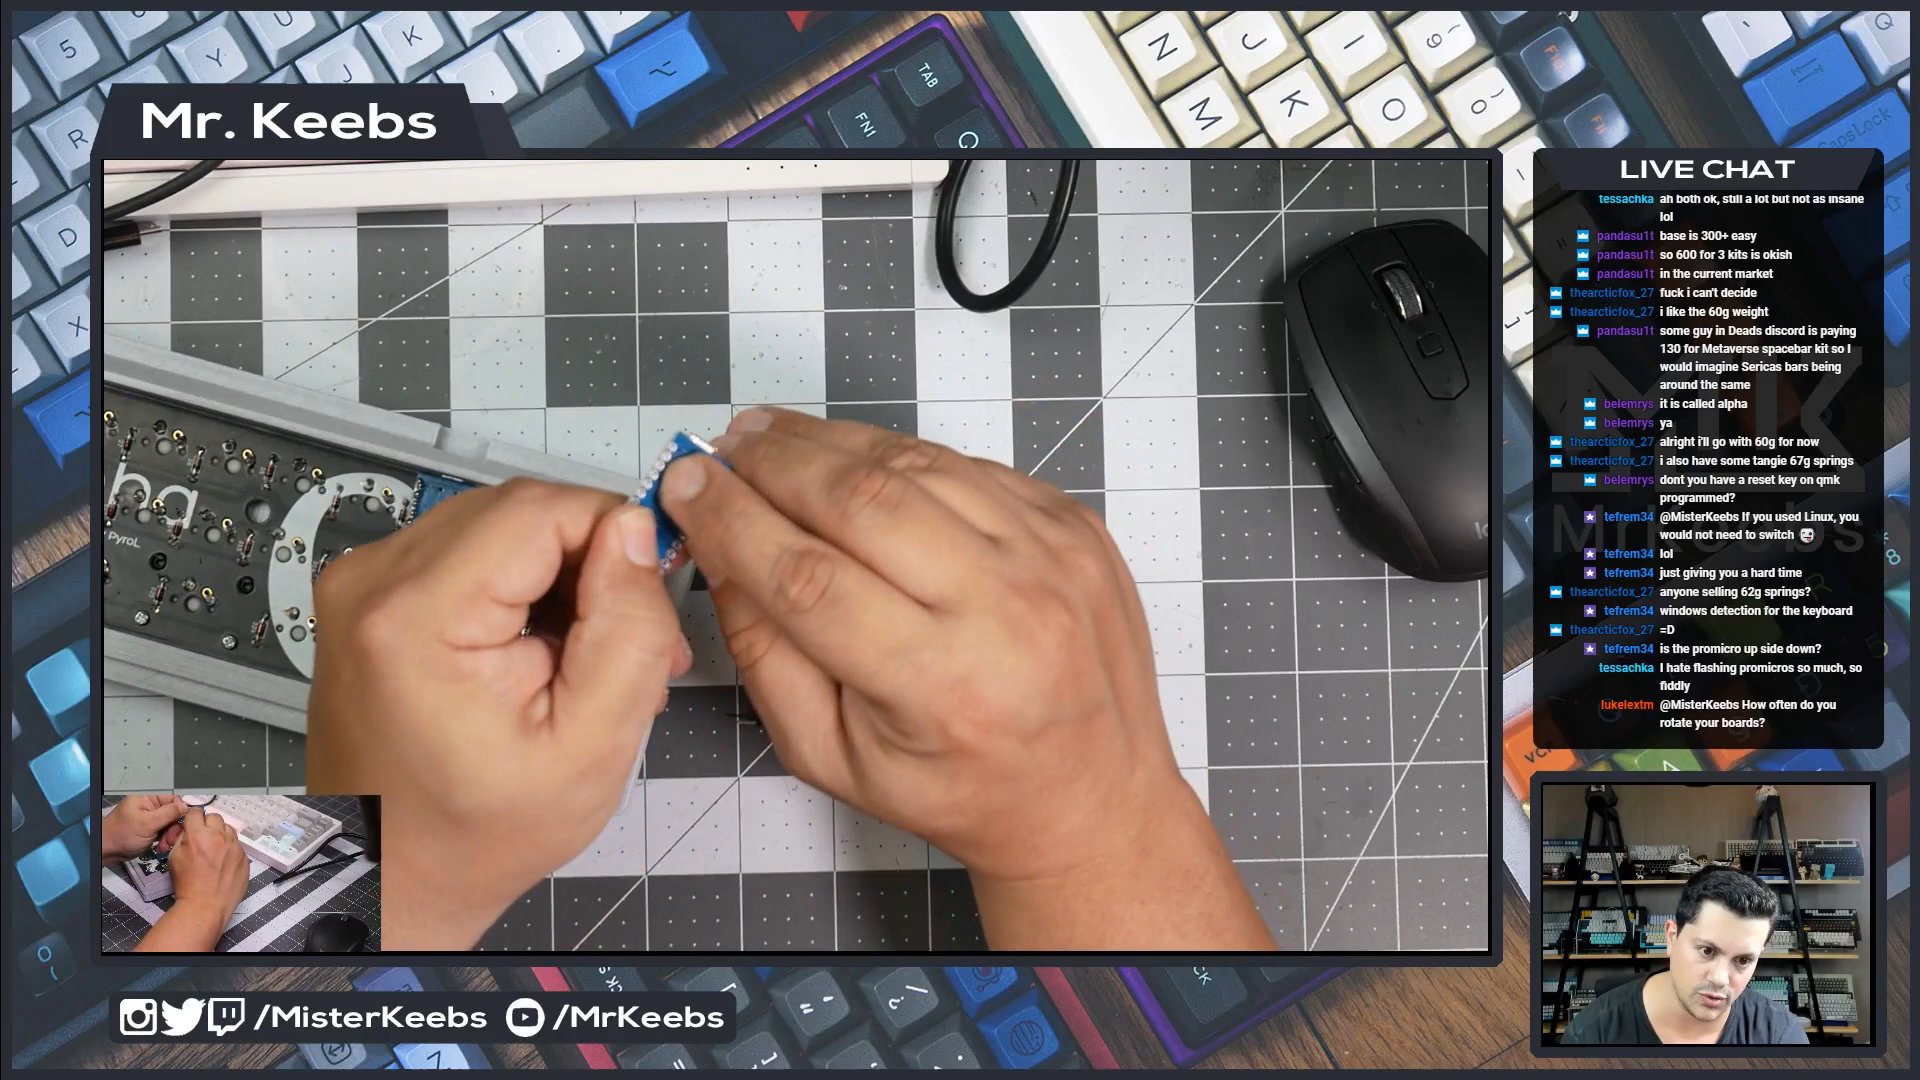 Mr. Keebs
LIVE CHAT
tessachka ah both ok, still a lot but not as insane
lol
pandasu1t base is 300+ easy
pandasu1t so 600 for 3 kits is okish
pandasu1t in the current market
thearcticfox_27 fuck i can't decide
thearcticfox_27 i like the 60g weight
pandasu1t some guy in Deads discord is paying
130 for Metaverse spacebar kit so I
would imagine Sericas bars being
around the same
belemrys it is called alpha
belemrys ya
thearcticfox_27 alright i'll go with 60g for now
thearcticfox_27 i also have some tangie 67g springs
belemrys dont you have a reset key on qmk
programmed?
tefrem34 @MisterKeebs If you used Linux, you
would not need to switch
tefrem34 lol
tefrem34 just giving you a hard time
thearcticfox_27 anyone selling 62g springs?
tefrem34 windows detection for the keyboard
thearcticfox_27 =D
tefrem34 is the promicro up side down?
tessachka I hate flashing promicros so much, so
fiddly
lukelextm @MisterKeebs How often do you
rotate your boards?
MrKeebs
/MisterKeebs
/MrKeebs
PyroL
ha
TAB
FN1
CapsLock
5
Y
U
K
J
R
D
X
N
J
I
M
K
O
Q
Z